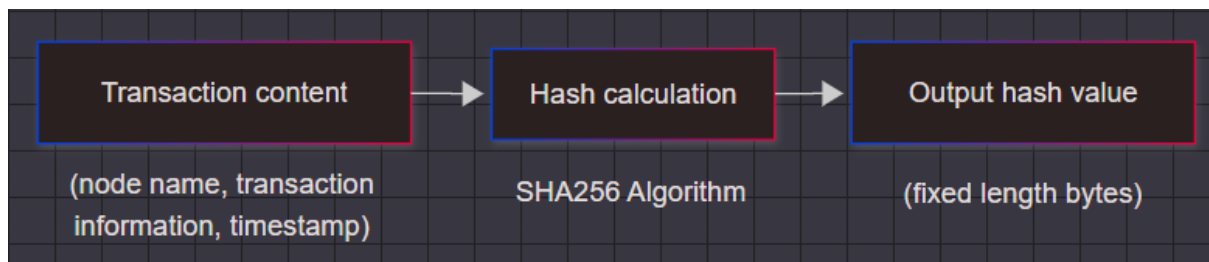 Transaction content
Hash calculation
Output hash value
(node name, transaction
information, timestamp)
SHA256 Algorithm
(fixed length bytes)